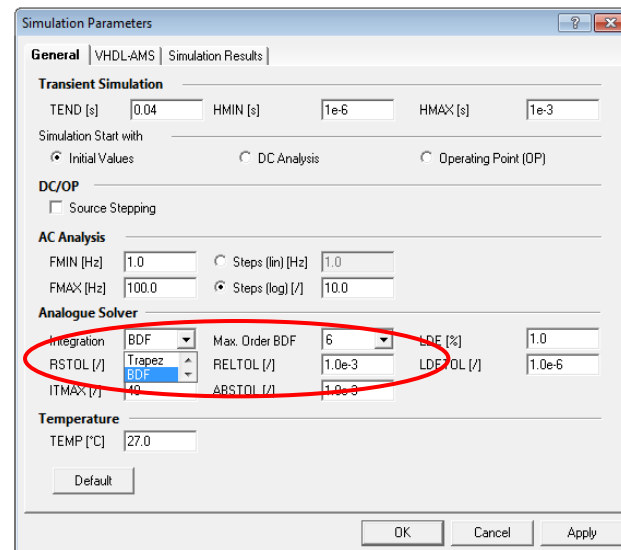 Simulation Parameters
General VHDL-AMS Simulation Results
Transient Simulation
TEND [s] 0.04 HMIN [s] 1e-6 HMAX [s] 1e-3
Simulation Start with
Initial Values DC Analysis Operating Point (OP)
DC/OP
Source Stepping
AC Analysis
FMIN [Hz] 1.0 Steps (lin) [Hz] 1.0
FMAX [Hz] 100.0 Steps (log) [/] 10.0
Analogue Solver
Integration BDF Max. Order BDF 6 LDF [%] 1.0
RSTOL [/] Trapez RELTOL [/] 1.0e-3 LDFTOL [/] 1.0e-6
BDF
ITMAX [/] 40 ABSTOL [/] 1.0e-3
Temperature
TEMP [°C] 27.0
Default
OK Cancel Apply